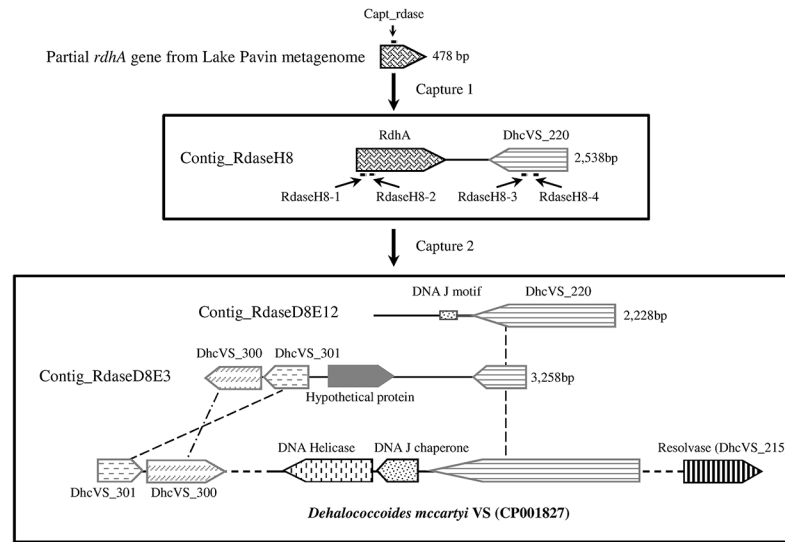 Capt_rdase
Partial rdhA gene from Lake Pavin metagenome
478 bp
Capture 1
RdhA
DhcVS_220
Contig_RdaseH8
2,538bp
RdaseH8-1
RdaseH8-2
RdaseH8-3
RdaseH8-4
Capture 2
DNA J motif
DhcVS_220
Contig_RdaseD8E12
2,228bp
DhcVS_300
DhcVS_301
Contig_RdaseD8E3
3,258bp
Hypothetical protein
DNA Helicase
DNA J chaperone
Resolvase (DhcVS_215
DhcVS_301
DhcVS_300
Dehalococcoides mccartyi VS (CP001827)